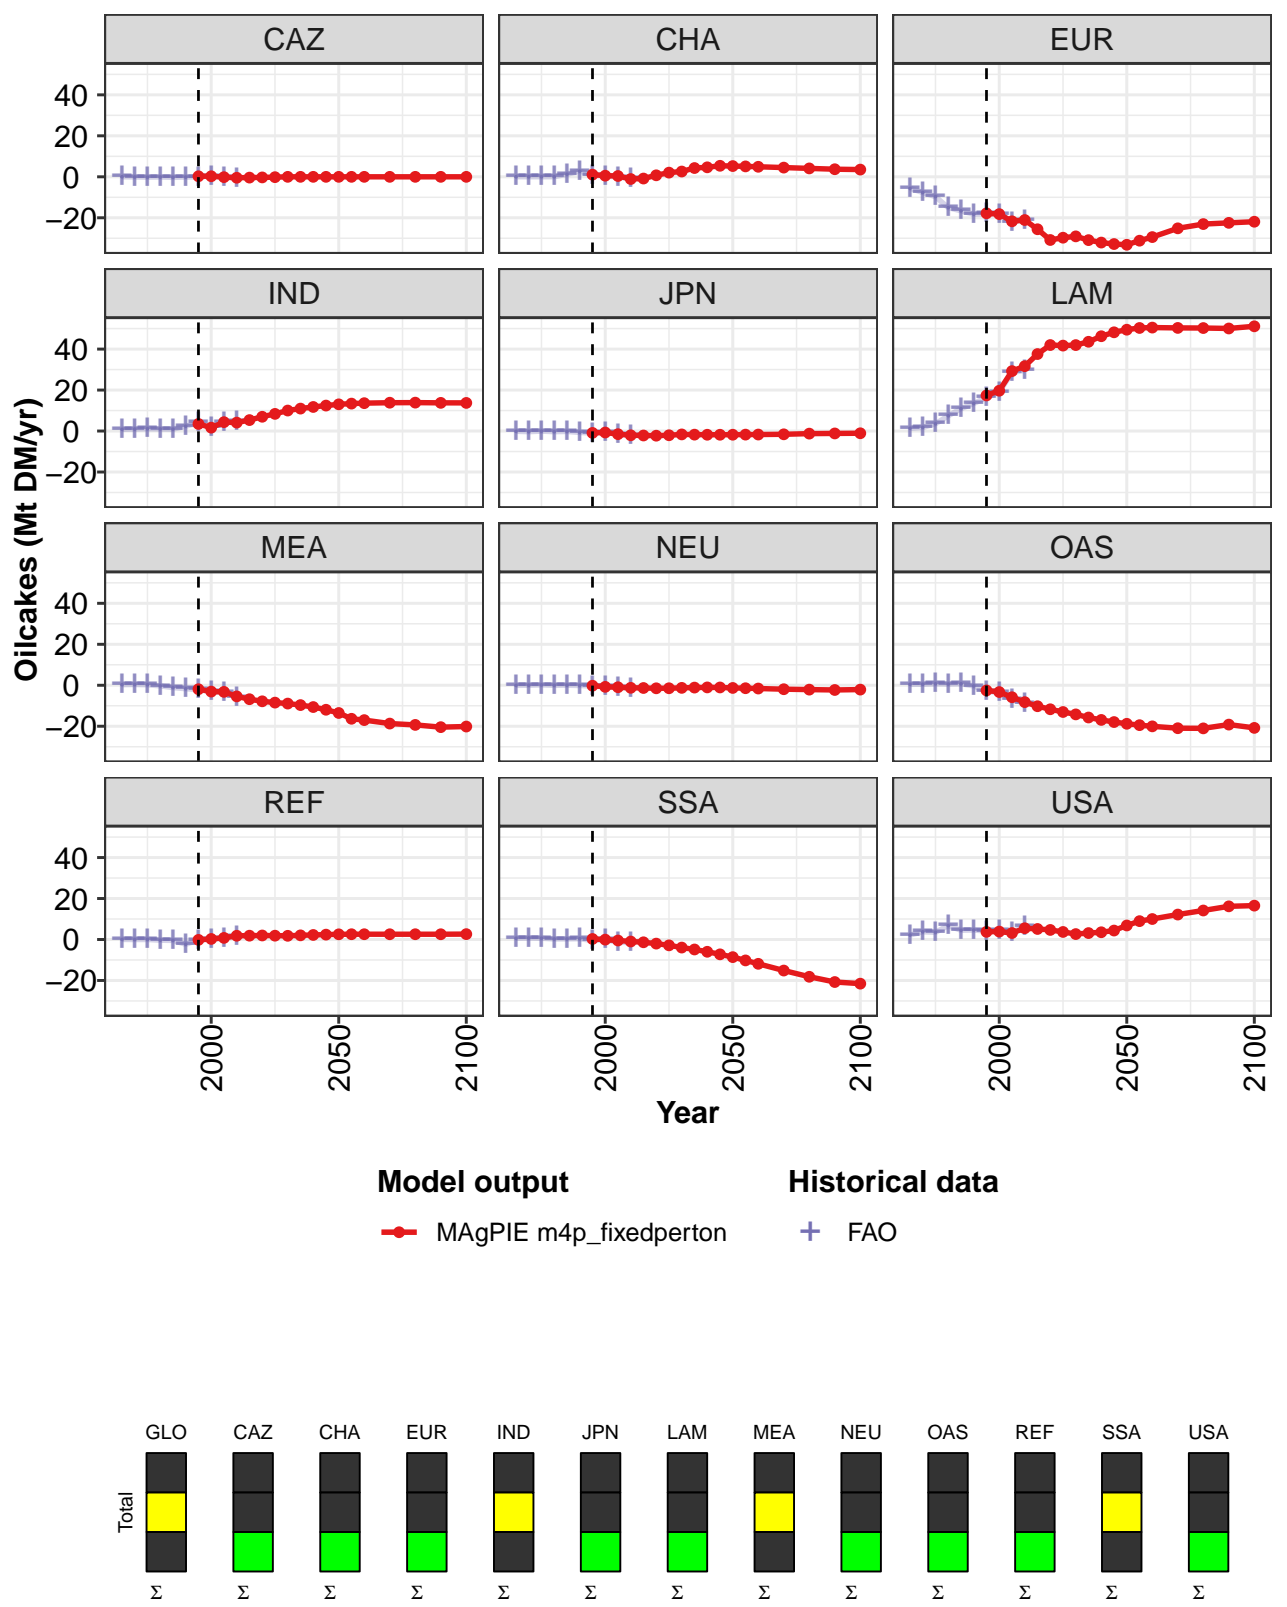 CAZ CHA EUR
40
20
0
−20
IND JPN LAM
40
20
0
−20
MEA NEU OAS
40
20
0
−20
REF SSA USA
40
20
0
−20
Oilcakes (Mt DM/yr)
2000 2050 2100 2000 2050 2100 2000 2050 2100
Year
Model output Historical data
MAgPIE m4p_fixedperton FAO
GLO CAZ CHA EUR IND JPN LAM MEA NEU OAS REF SSA USA
Total
Σ Σ Σ Σ Σ Σ Σ Σ Σ Σ Σ Σ Σ